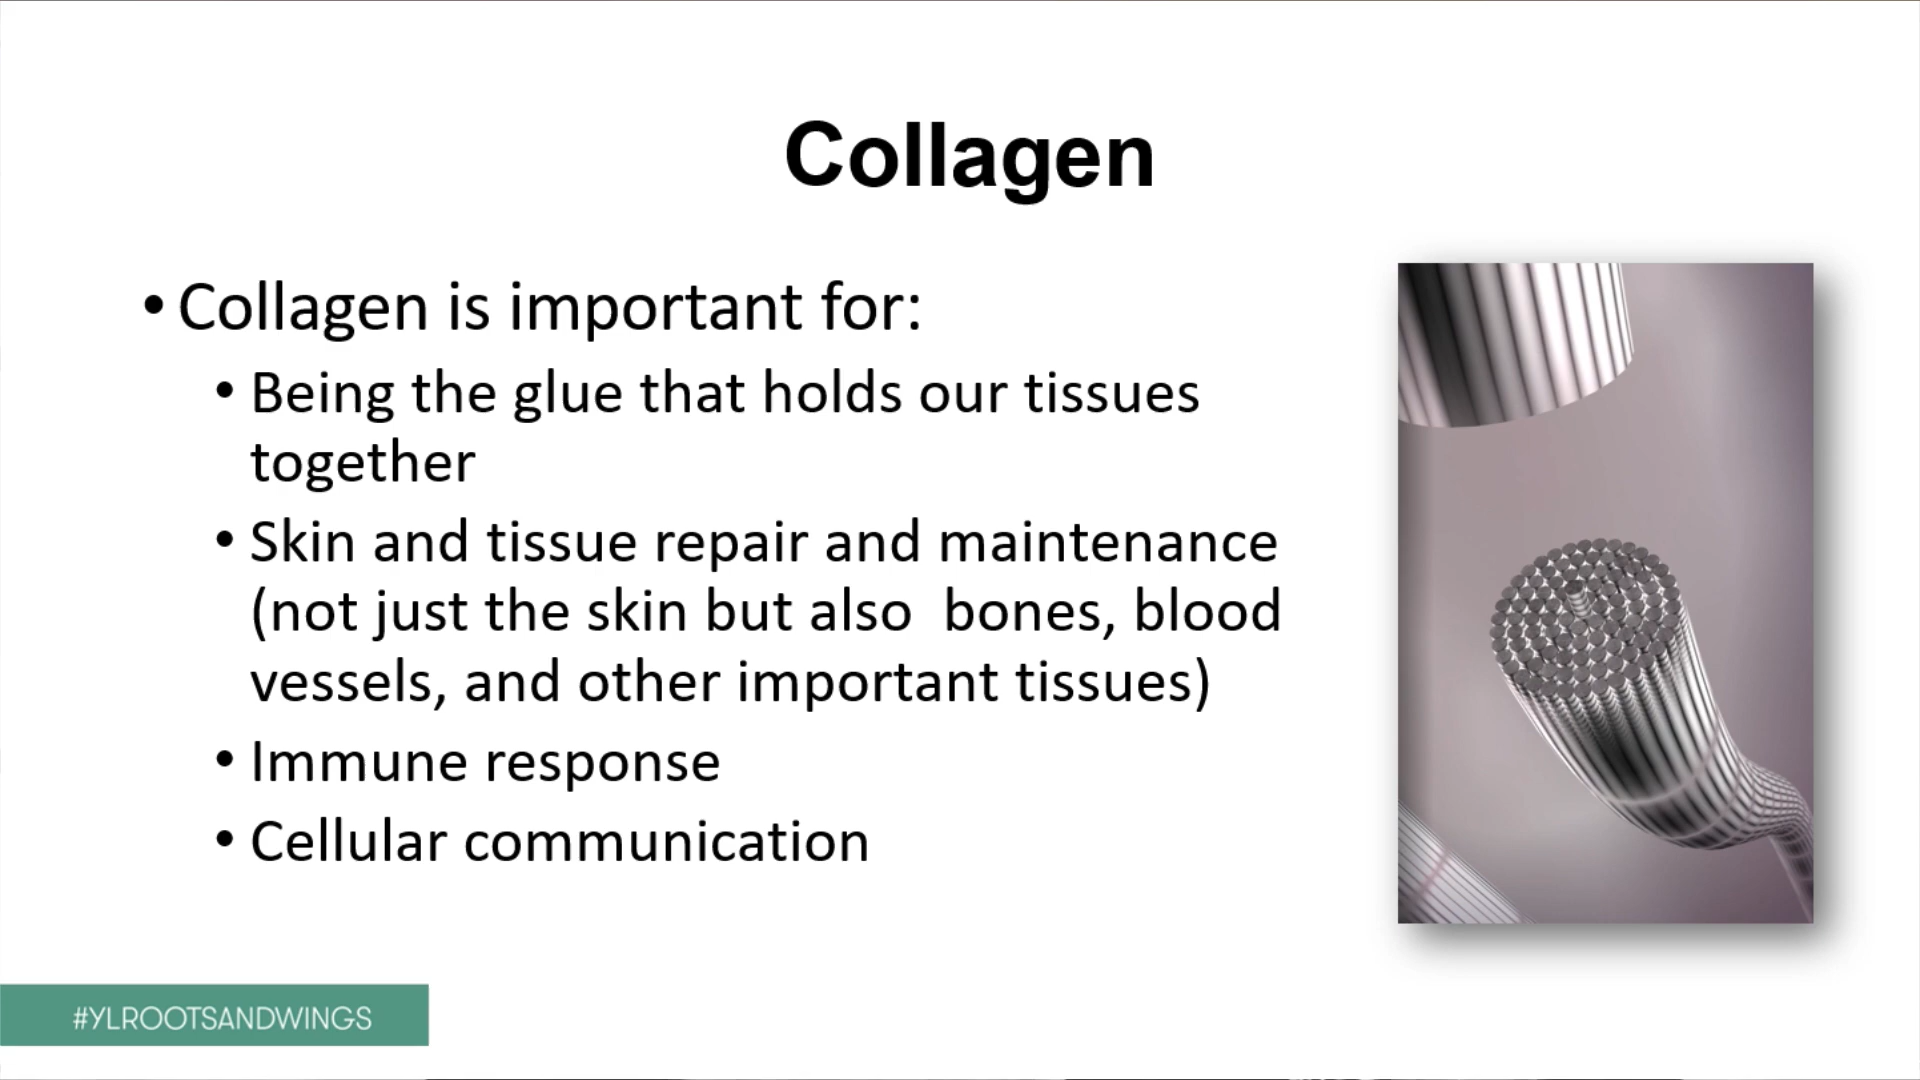 Collagen
• Collagen is important for:
• Being the glue that holds our tissues
together
• Skin and tissue repair and maintenance
(not just the skin but also  bones, blood
vessels, and other important tissues)
• Immune response
• Cellular communication
#YLROOTSANDWINGS